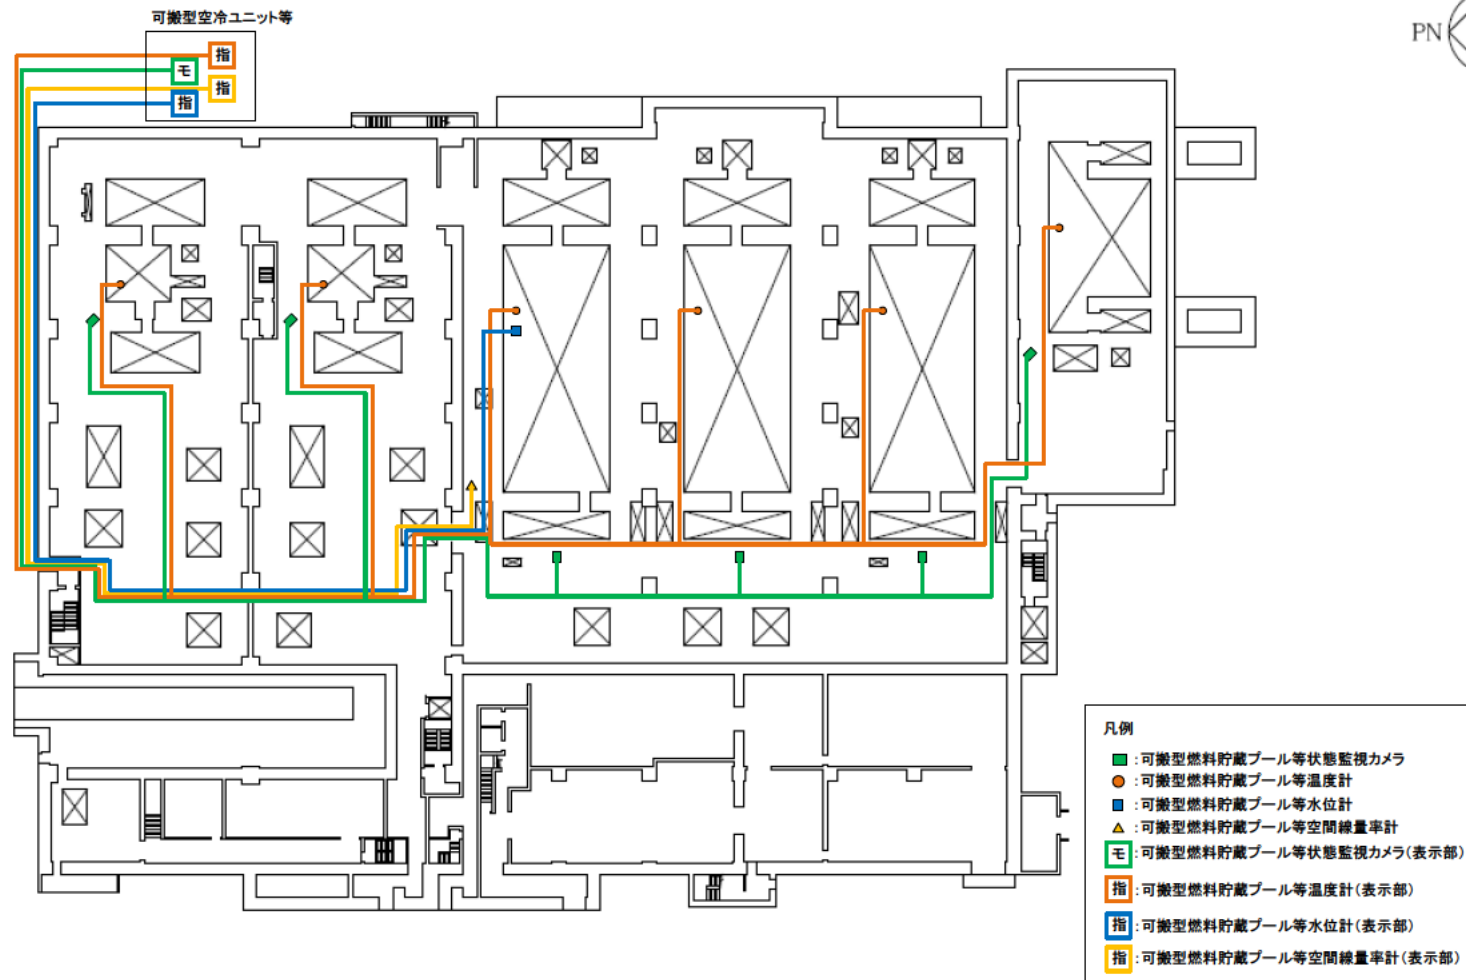 可搬型空冷ユニット等
PN
指
モ
指
指
凡例
:可搬型燃料貯蔵プール等状態監視カメラ
:可搬型燃料貯蔵プール等温度計
:可搬型燃料貯蔵プール等水位計
:可搬型燃料貯蔵プール等空間線量率計
モ:可搬型燃料貯蔵プール等状態監視カメラ(表示部)
指:可搬型燃料貯蔵プール等温度計(表示部)
指:可搬型燃料貯蔵プール等水位計(表示部)
指:可搬型燃料貯蔵プール等空間線量率計(表示部)